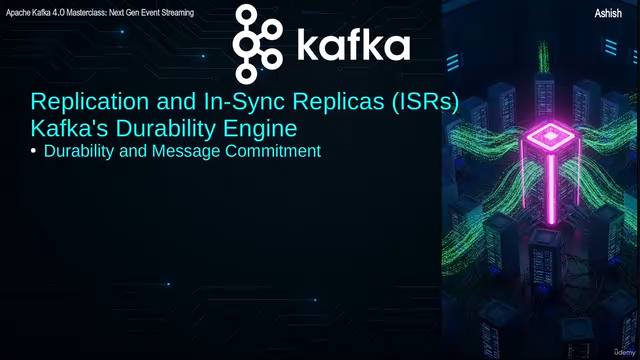 Apache Kafka 4.0 Masterclass: Next Gen Event Streaming
Ashish
kafka
Replication and In-Sync Replicas (ISRs)
Kafka's Durability Engine
• Durability and Message Commitment
ûdemy